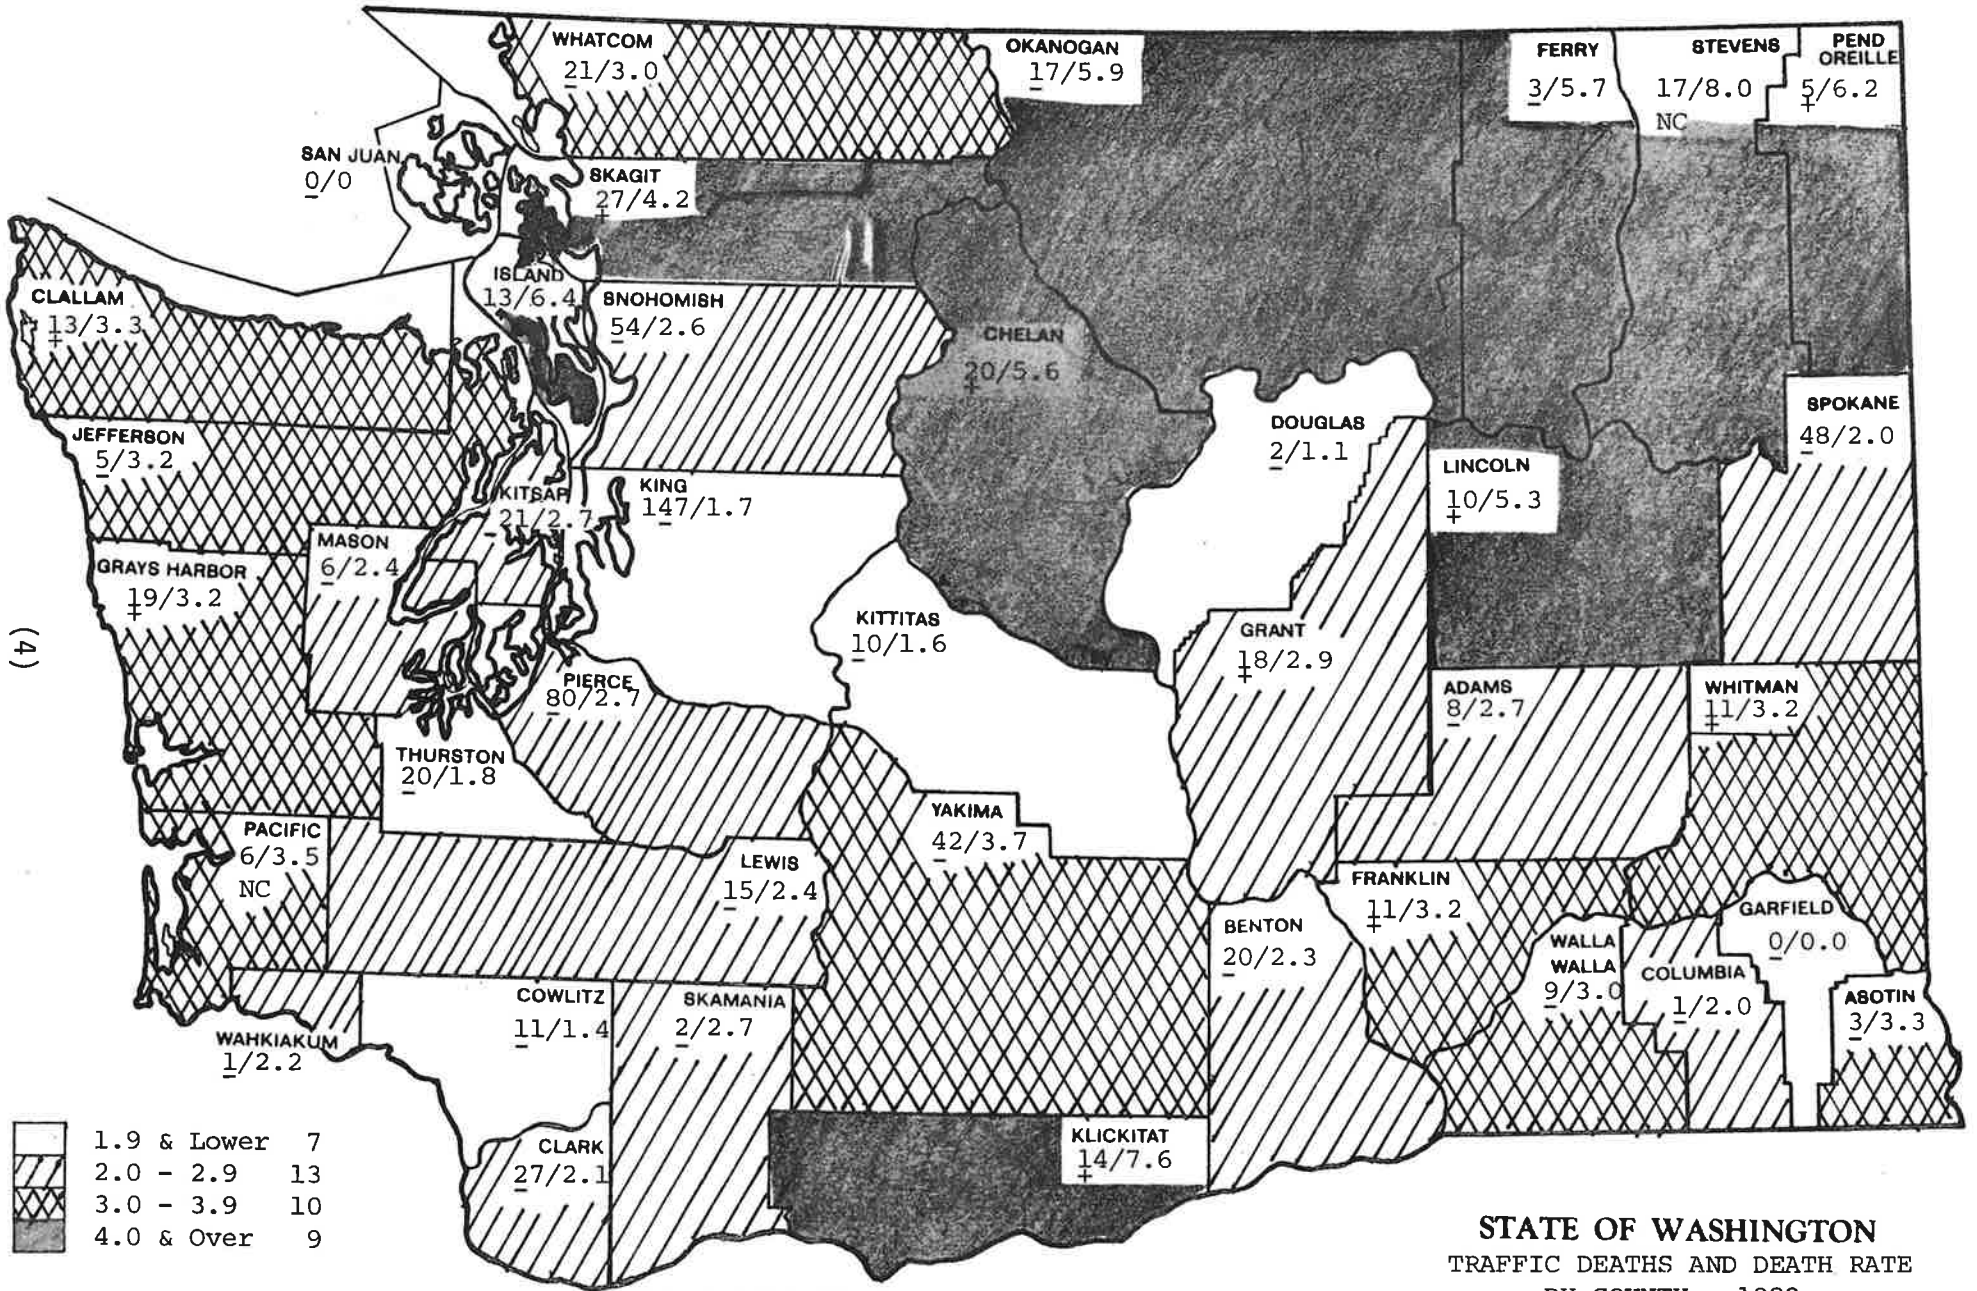 WHATCOM
21/3.0
OKANOGAN
17/5.9
FERRY
3/5.7
STEVENS
17/8.0
NC
PEND
OREILLE
5/6.2
+
SAN JUAN
0/0
SKAGIT
27/4.2
+
ISLAND
13/6.4
CLALLAM
13/3.3
+
SNOHOMISH
54/2.6
CHELAN
20/5.6
+
JEFFERSON
5/3.2
KITSAP
21/2.7
KING
147/1.7
DOUGLAS
2/1.1
LINCOLN
10/5.3
+
SPOKANE
48/2.0
MASON
6/2.4
GRAYS HARBOR
19/3.2
+
KITTITAS
10/1.6
GRANT
18/2.9
+
(4)
PIERCE
80/2.7
ADAMS
8/2.7
WHITMAN
11/3.2
+
THURSTON
20/1.8
YAKIMA
42/3.7
PACIFIC
6/3.5
NC
LEWIS
15/2.4
FRANKLIN
11/3.2
+
BENTON
20/2.3
GARFIELD
0/0.0
WALLA
WALLA
9/3.0
COLUMBIA
1/2.0
ASOTIN
3/3.3
WAHKIAKUM
1/2.2
COWLITZ
11/1.4
SKAMANIA
2/2.7
CLARK
27/2.1
KLICKITAT
14/7.6
+
1.9 & Lower 7
2.0 - 2.9 13
3.0 - 3.9 10
4.0 & Over 9
STATE OF WASHINGTON
TRAFFIC DEATHS AND DEATH RATE
BY COUNTY